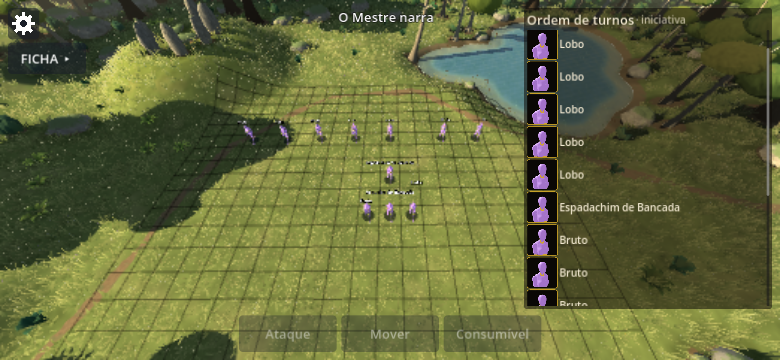 O Mestre narra
Ordem de turnos · iniciativa
FICHA ▸
Lobo
Lobo
Lobo
Lobo
Lobo
Espadachim de Bancada
Bruto
Bruto
Bruto
Ataque
Mover
Consumível